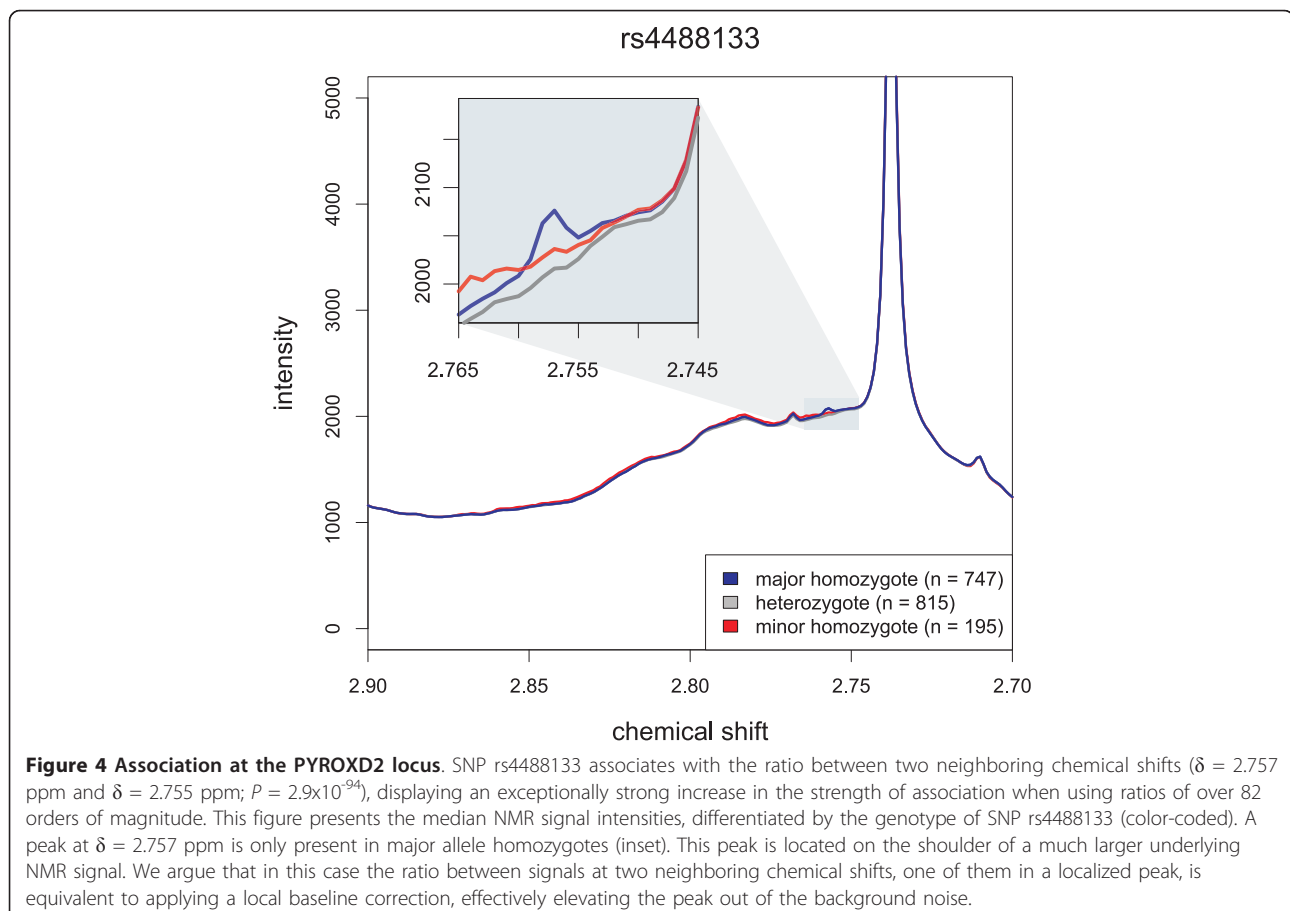 rs4488133
5000
4000
3000
2000
1000
0
intensity
2100
2000
2.765
2.755
2.745
major homozygote (n = 747)
heterozygote (n = 815)
minor homozygote (n = 195)
2.90
2.85
2.80
2.75
2.70
chemical shift
Figure 4 Association at the PYROXD2 locus. SNP rs4488133 associates with the ratio between two neighboring chemical shifts (δ = 2.757
ppm and δ = 2.755 ppm; P = 2.9x10⁻⁹⁴), displaying an exceptionally strong increase in the strength of association when using ratios of over 82
orders of magnitude. This figure presents the median NMR signal intensities, differentiated by the genotype of SNP rs4488133 (color-coded). A
peak at δ = 2.757 ppm is only present in major allele homozygotes (inset). This peak is located on the shoulder of a much larger underlying
NMR signal. We argue that in this case the ratio between signals at two neighboring chemical shifts, one of them in a localized peak, is
equivalent to applying a local baseline correction, effectively elevating the peak out of the background noise.